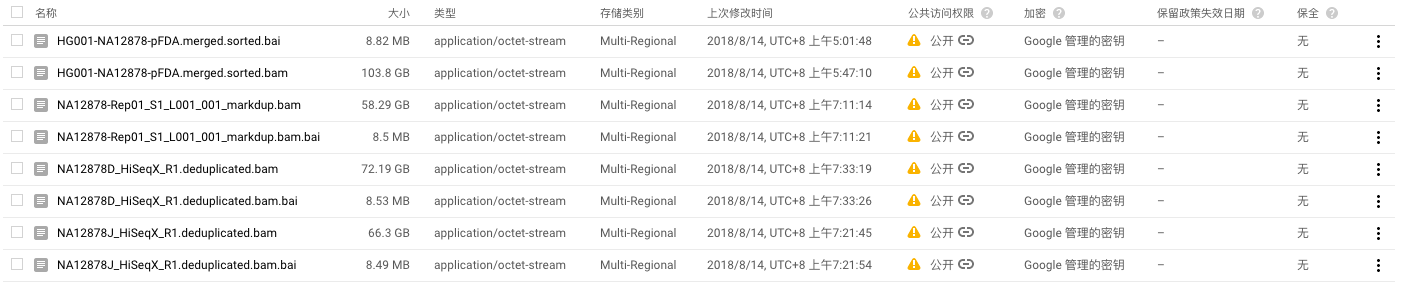 名称 大小 类型 存储类别 上次修改时间 公共访问权限 加密 保留政策失效日期 保全
HG001-NA12878-pFDA.merged.sorted.bai 8.82 MB application/octet-stream Multi-Regional 2018/8/14, UTC+8 上午5:01:48 公开 Google 管理的密钥 – 无
HG001-NA12878-pFDA.merged.sorted.bam 103.8 GB application/octet-stream Multi-Regional 2018/8/14, UTC+8 上午5:47:10 公开 Google 管理的密钥 – 无
NA12878-Rep01_S1_L001_001_markdup.bam 58.29 GB application/octet-stream Multi-Regional 2018/8/14, UTC+8 上午7:11:14 公开 Google 管理的密钥 – 无
NA12878-Rep01_S1_L001_001_markdup.bam.bai 8.5 MB application/octet-stream Multi-Regional 2018/8/14, UTC+8 上午7:11:21 公开 Google 管理的密钥 – 无
NA12878D_HiSeqX_R1.deduplicated.bam 72.19 GB application/octet-stream Multi-Regional 2018/8/14, UTC+8 上午7:33:19 公开 Google 管理的密钥 – 无
NA12878D_HiSeqX_R1.deduplicated.bam.bai 8.53 MB application/octet-stream Multi-Regional 2018/8/14, UTC+8 上午7:33:26 公开 Google 管理的密钥 – 无
NA12878J_HiSeqX_R1.deduplicated.bam 66.3 GB application/octet-stream Multi-Regional 2018/8/14, UTC+8 上午7:21:45 公开 Google 管理的密钥 – 无
NA12878J_HiSeqX_R1.deduplicated.bam.bai 8.49 MB application/octet-stream Multi-Regional 2018/8/14, UTC+8 上午7:21:54 公开 Google 管理的密钥 – 无